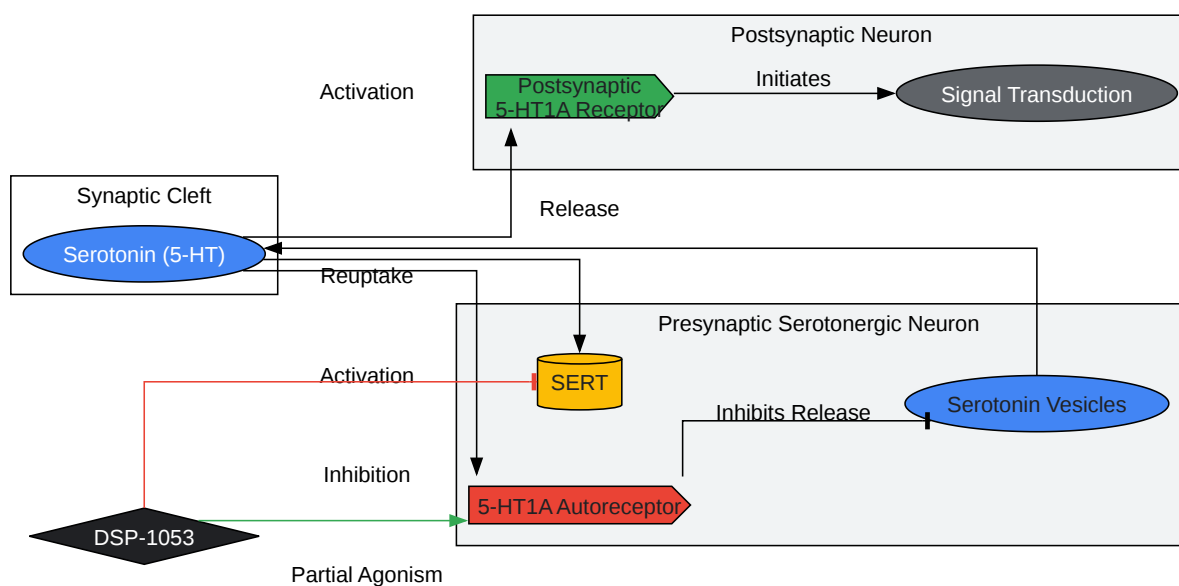 Postsynaptic Neuron
Activation
Postsynaptic
5-HT1A Receptor
Initiates
Signal Transduction
Synaptic Cleft
Release
Serotonin (5-HT)
Reuptake
Presynaptic Serotonergic Neuron
Activation
SERT
Inhibits Release
Serotonin Vesicles
Inhibition
5-HT1A Autoreceptor
DSP-1053
Partial Agonism